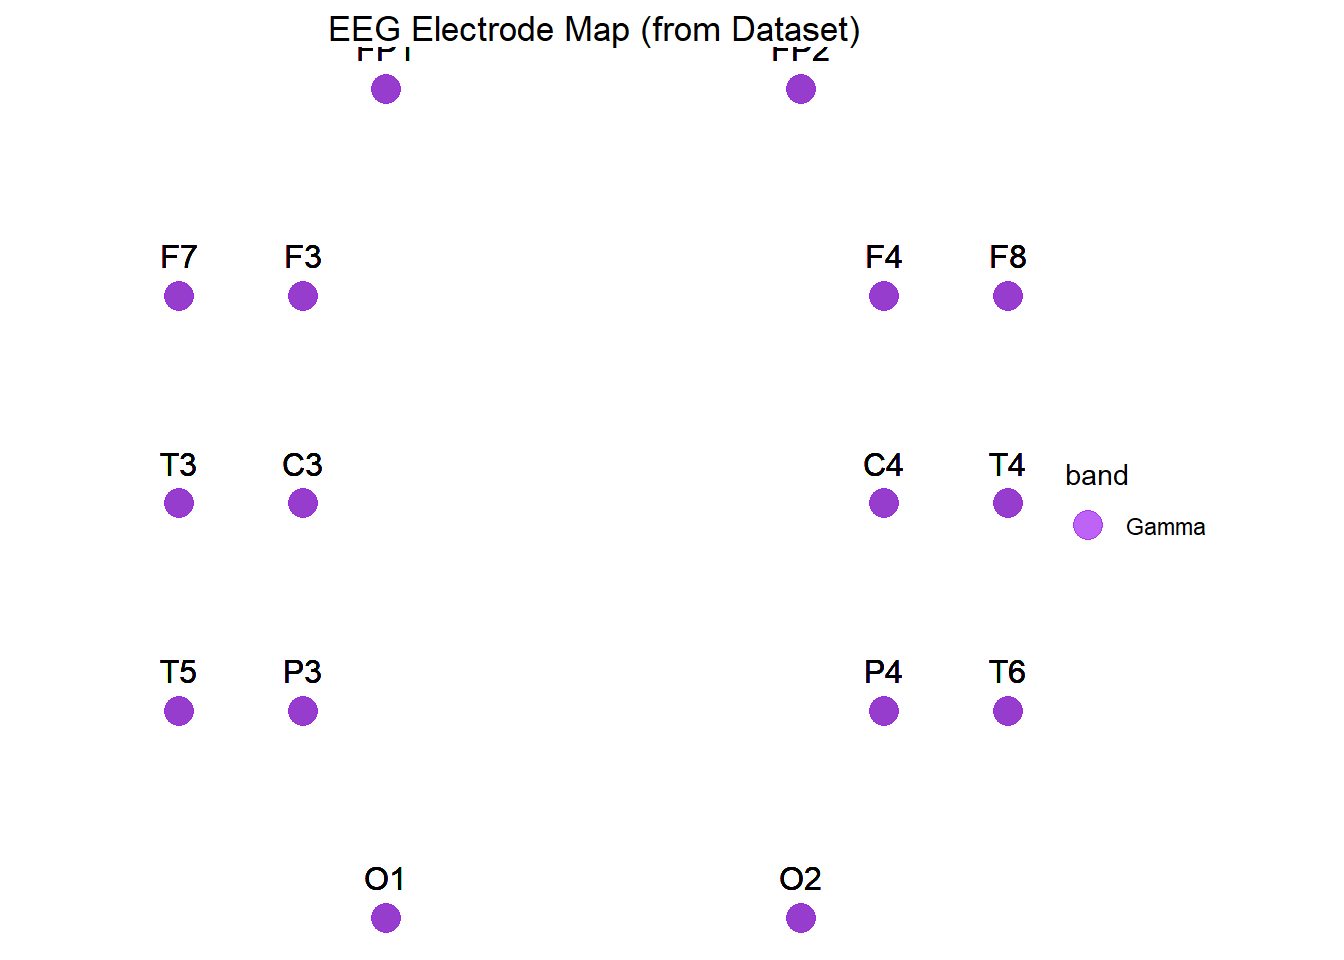 EEG Electrode Map (from Dataset)
FP1 FP2
F7 F3 F4 F8
T3 C3 C4 T4
band
Gamma
T5 P3 P4 T6
O1 O2